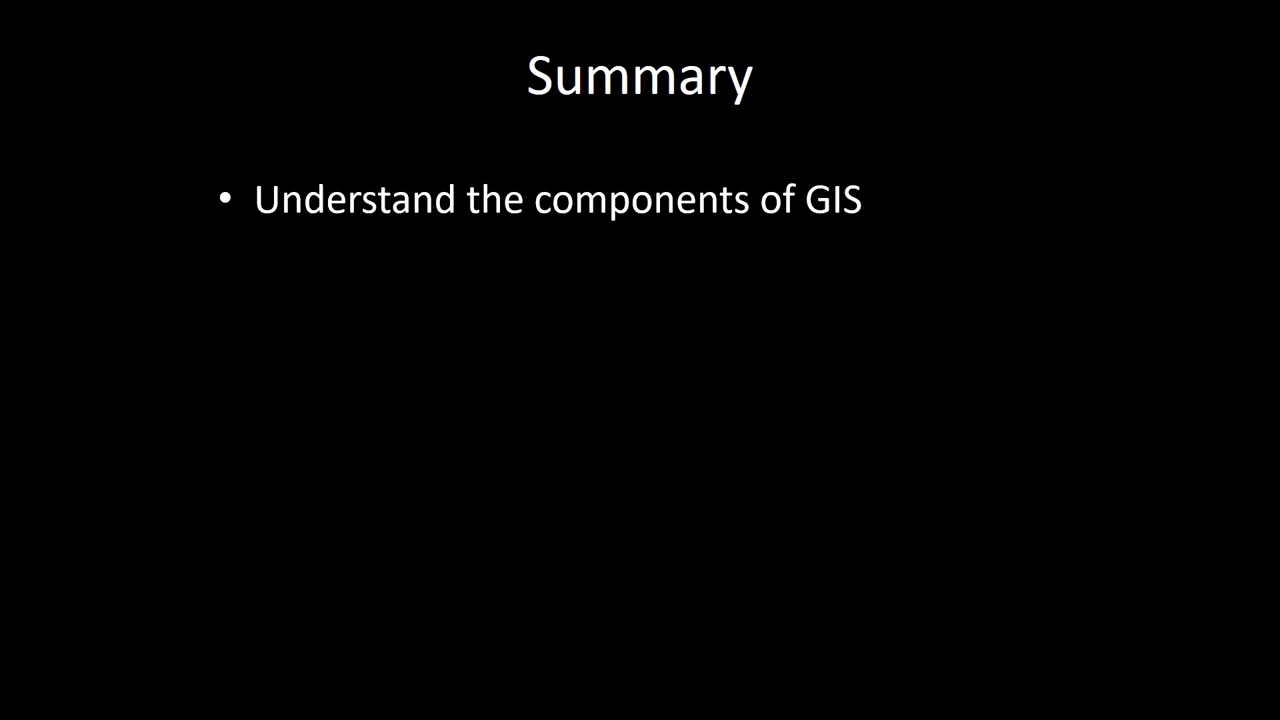 Summary
• Understand the components of GIS